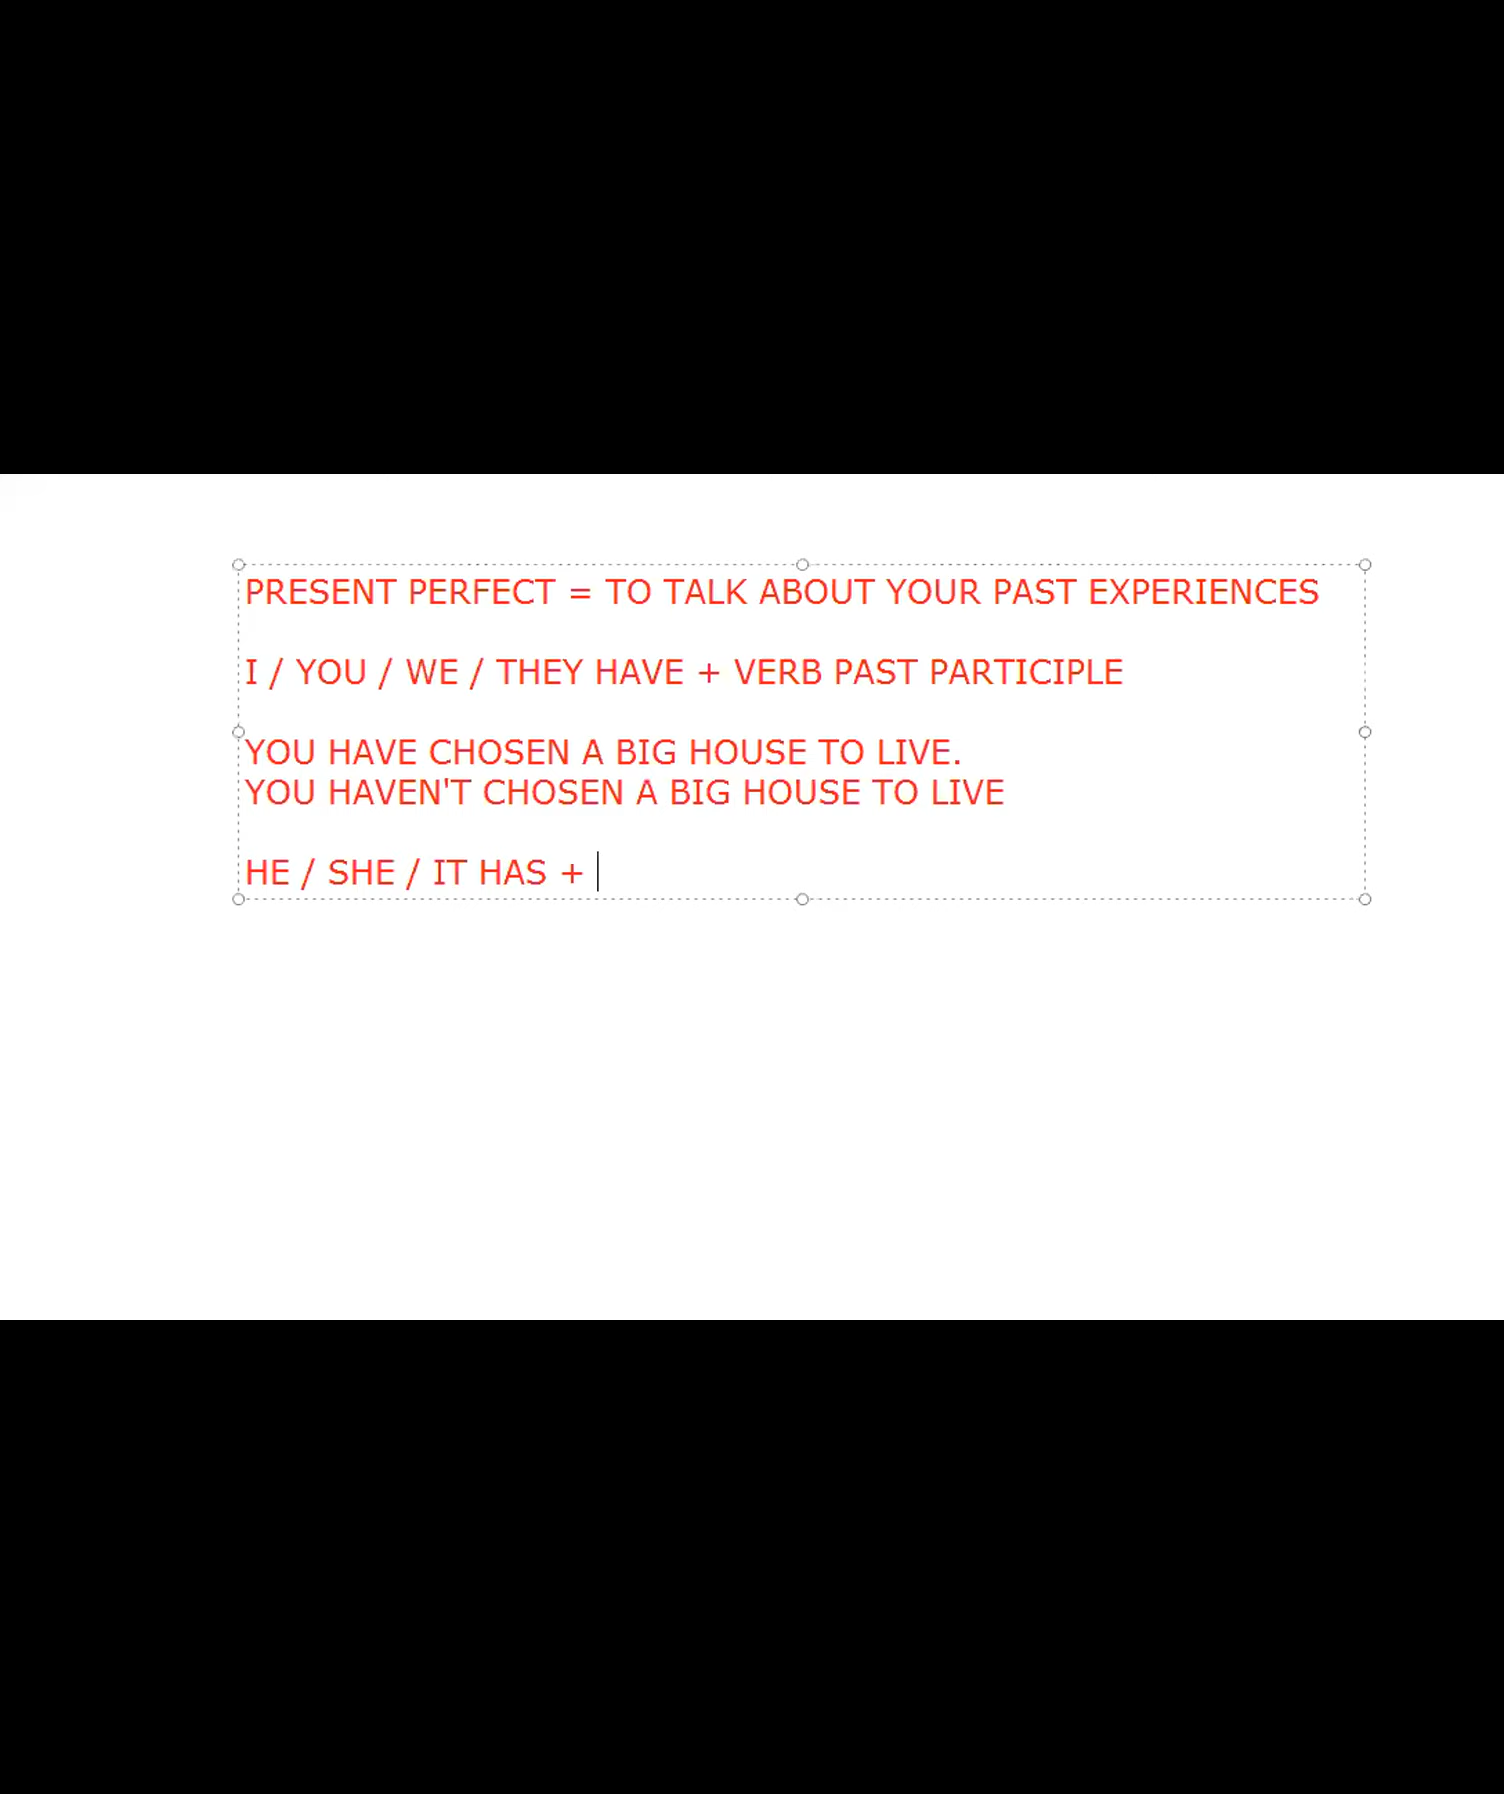 PRESENT PERFECT = TO TALK ABOUT YOUR PAST EXPERIENCES
I / YOU / WE / THEY HAVE + VERB PAST PARTICIPLE
YOU HAVE CHOSEN A BIG HOUSE TO LIVE.
YOU HAVEN'T CHOSEN A BIG HOUSE TO LIVE
HE / SHE / IT HAS +